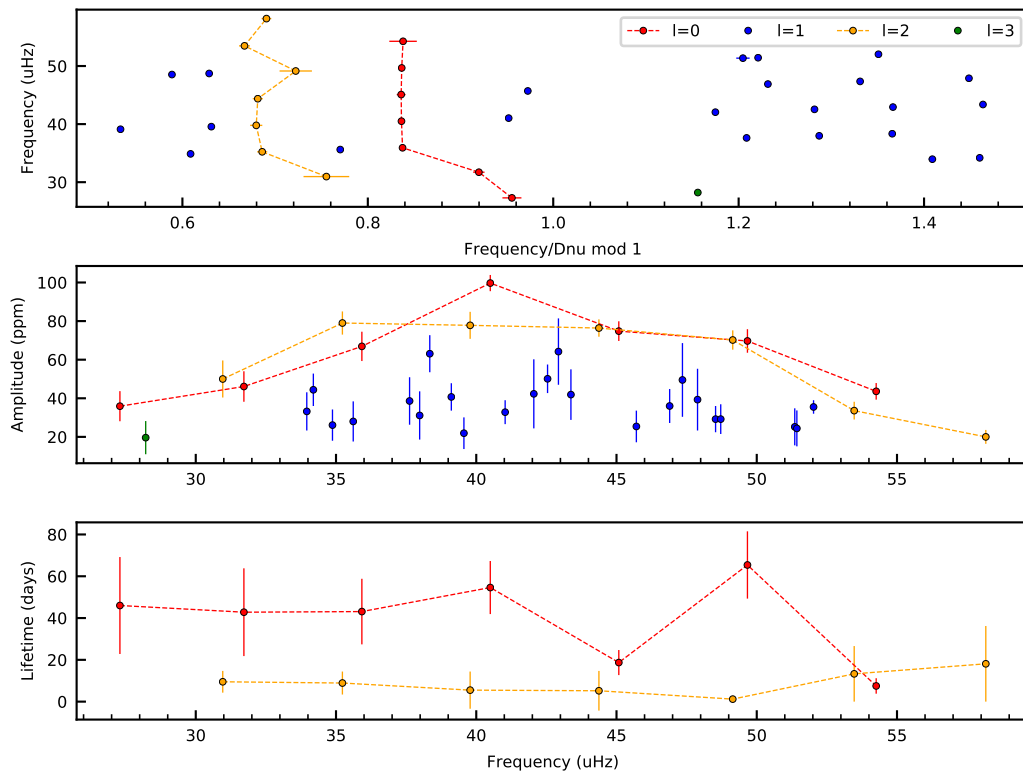 l=0 l=1 l=2 l=3
Frequency (uHz)
50
40
30
0.6 0.8 1.0 1.2 1.4
Frequency/Dnu mod 1
Amplitude (ppm)
100
80
60
40
20
30 35 40 45 50 55
Lifetime (days)
80
60
40
20
0
30 35 40 45 50 55
Frequency (uHz)